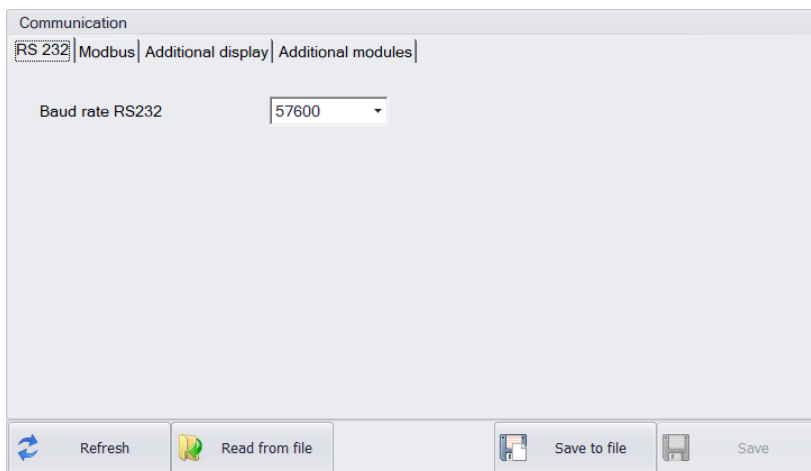 Communication
RS 232 Modbus Additional display Additional modules
Baud rate RS232 57600
Refresh Read from file Save to file Save